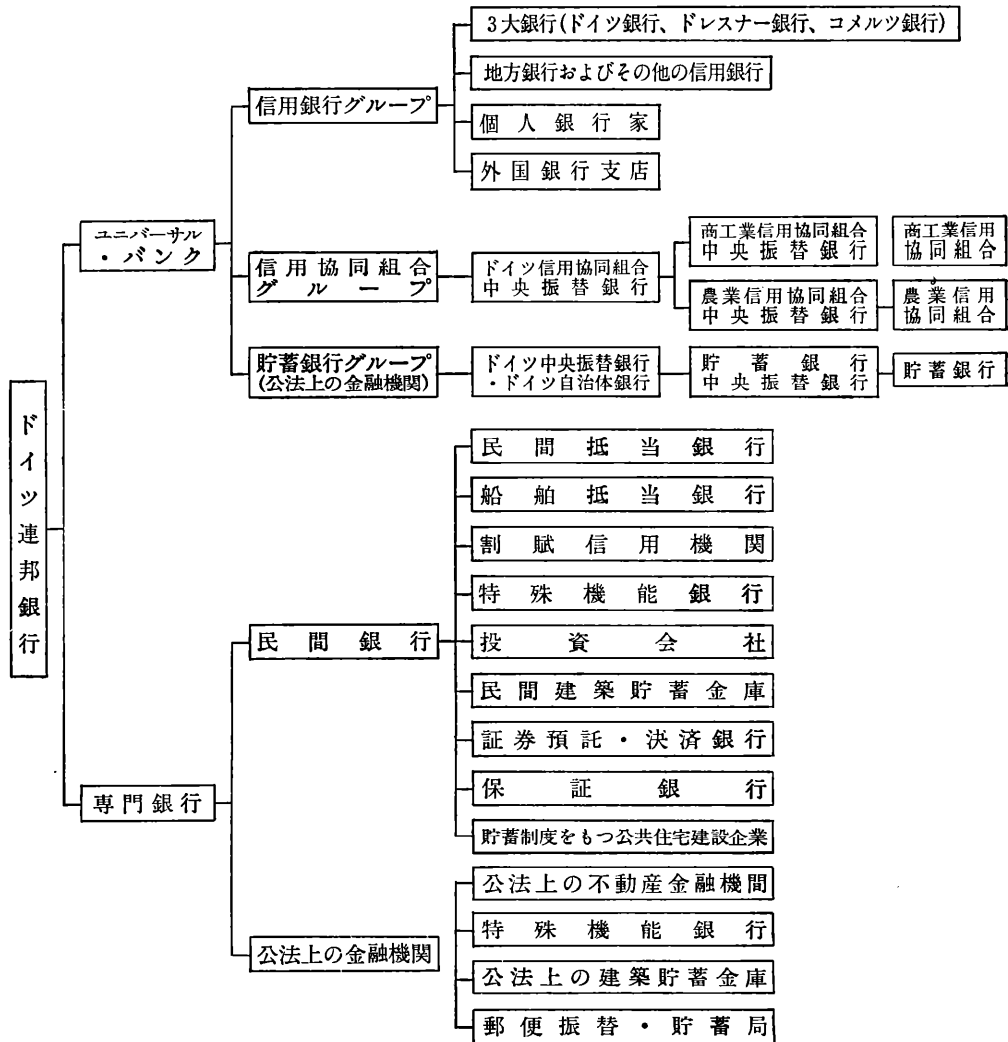 ドイツ連邦銀行
ユニバーサル
・バンク
信用銀行グループ
3大銀行(ドイツ銀行、ドレスナー銀行、コメルツ銀行)
地方銀行およびその他の信用銀行
個人銀行家
外国銀行支店
信用協同組合
グループ
ドイツ信用協同組合
中央振替銀行
商工業信用協同組合
中央振替銀行
商工業信用
協同組合
農業信用協同組合
中央振替銀行
農業信用
協同組合
貯蓄銀行グループ
(公法上の金融機関)
ドイツ中央振替銀行
・ドイツ自治体銀行
貯蓄銀行
中央振替銀行
貯蓄銀行
専門銀行
民間銀行
民間抵当銀行
船舶抵当銀行
割賦信用機関
特殊機能銀行
投資会社
民間建築貯蓄金庫
証券預託・決済銀行
保証銀行
貯蓄制度をもつ公共住宅建設企業
公法上の金融機関
公法上の不動産金融機間
特殊機能銀行
公法上の建築貯蓄金庫
郵便振替・貯蓄局